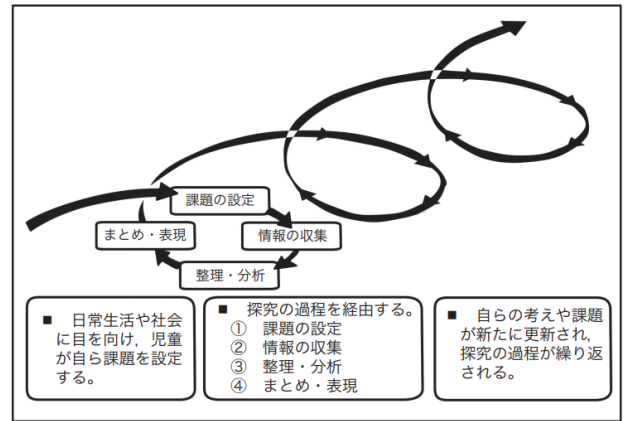 課題の設定
まとめ・表現
情報の収集
整理・分析
■ 日常生活や社会
に目を向け，児童
が自ら課題を設定
する。
■ 探究の過程を経由する。
① 課題の設定
② 情報の収集
③ 整理・分析
④ まとめ・表現
■ 自らの考えや課題
が新たに更新され，
探究の過程が繰り返
される。